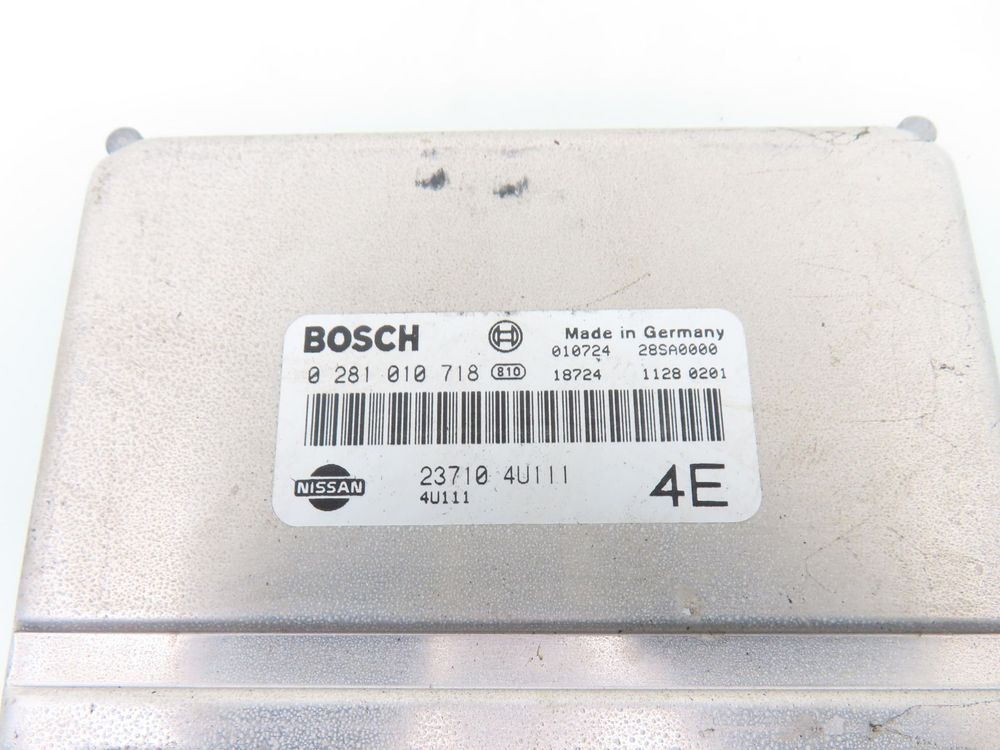 BOSCH Made in Germany
010724 28SA0000
0 281 010 718 810 18724 1128 0201
NISSAN 23710 4U111 4E
4U111